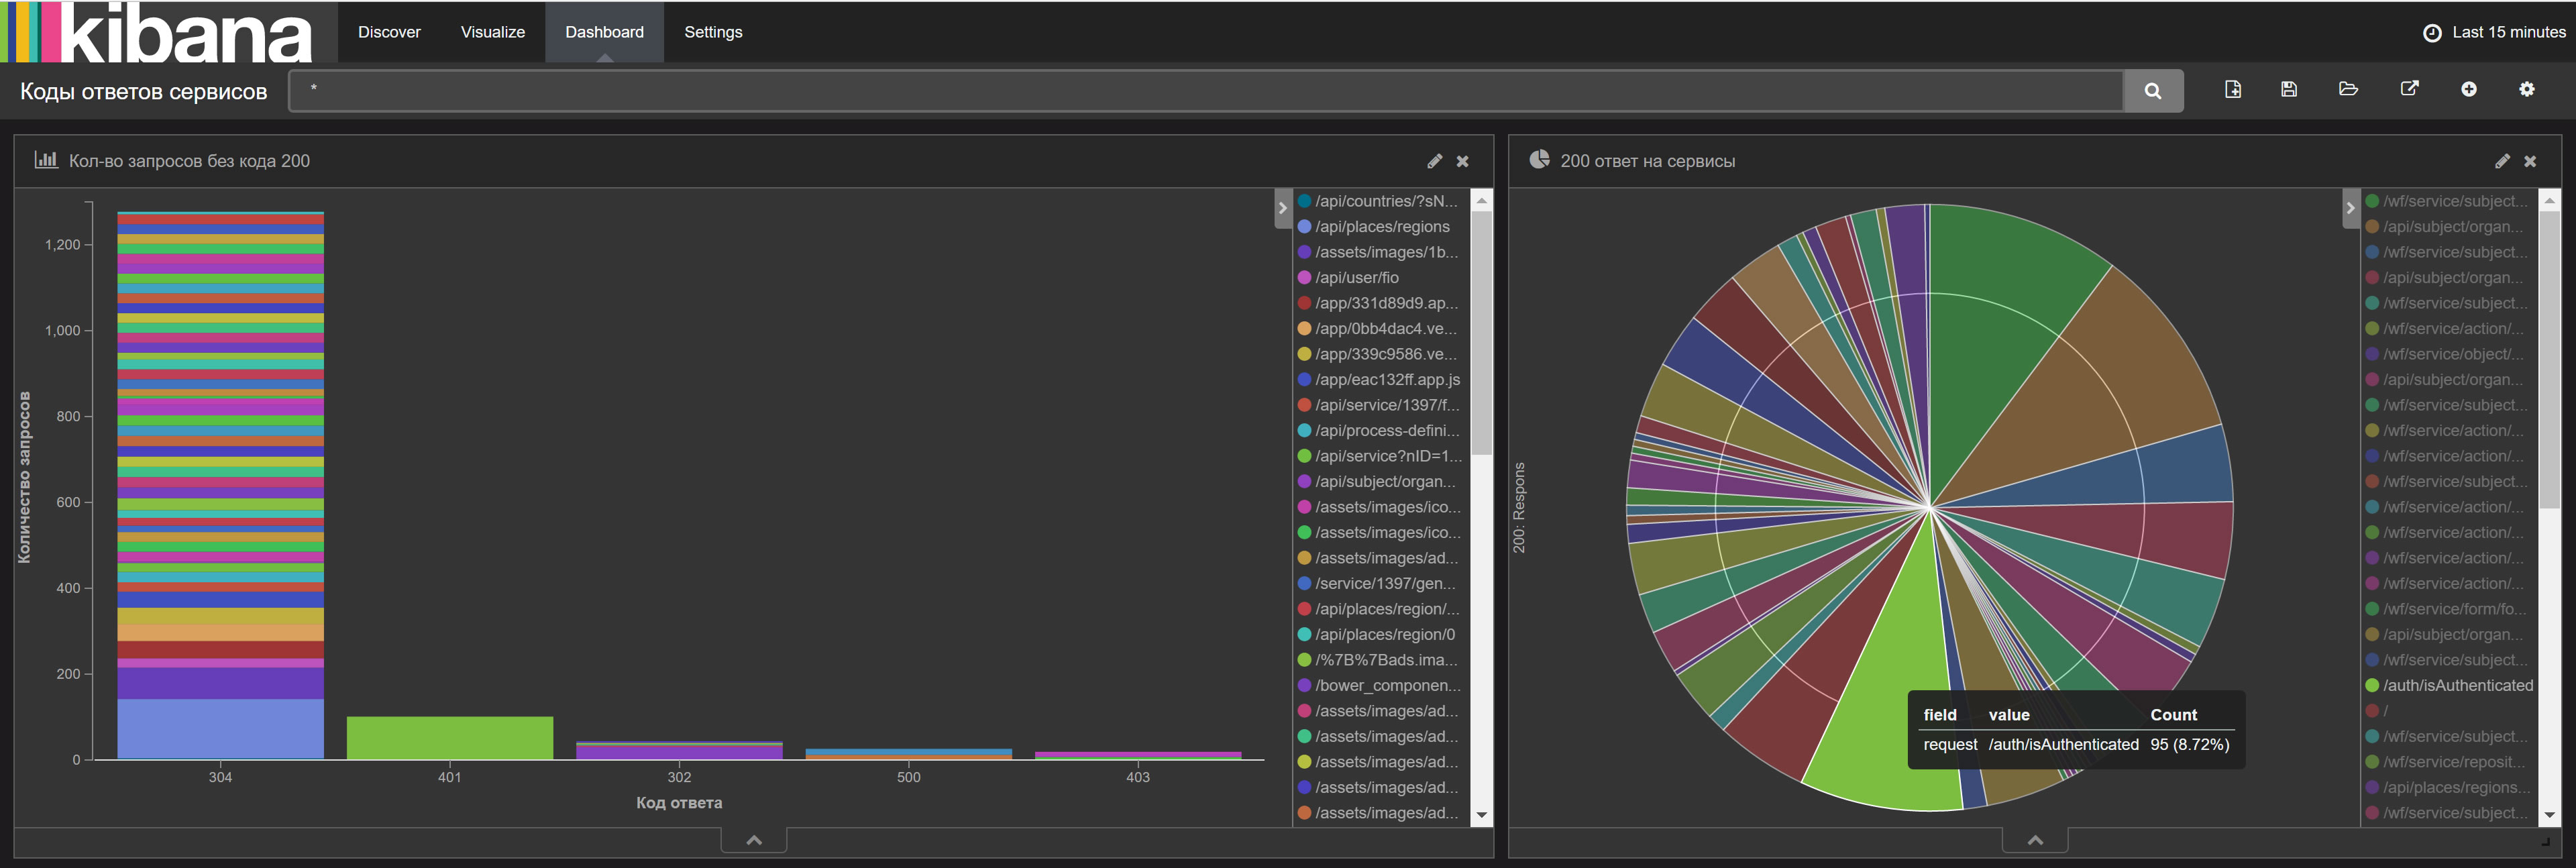 kibana
Discover
Visualize
Dashboard
Settings
Last 15 minutes
Коды ответов сервисов
*
Кол-во запросов без кода 200
Количество запросов
1,200
1,000
800
600
400
200
0
304
401
302
500
403
Код ответа
/api/countries/?sN...
/api/places/regions
/assets/images/1b...
/api/user/fio
/app/331d89d9.ap...
/app/0bb4dac4.ve...
/app/339c9586.ve...
/app/eac132ff.app.js
/api/service/1397/f...
/api/process-defini...
/api/service?nID=1...
/api/subject/organ...
/assets/images/ico...
/assets/images/ico...
/assets/images/ad...
/service/1397/gen...
/api/places/region/...
/api/places/region/0
/%7B%7Bads.ima...
/bower_componen...
/assets/images/ad...
/assets/images/ad...
/assets/images/ad...
/assets/images/ad...
/assets/images/ad...
200 ответ на сервисы
200: Respons
field value Count
request /auth/isAuthenticated 95 (8.72%)
/wf/service/subject...
/api/subject/organ...
/wf/service/subject...
/api/subject/organ...
/wf/service/subject...
/wf/service/action/...
/wf/service/object/...
/api/subject/organ...
/wf/service/subject...
/wf/service/action/...
/wf/service/action/...
/wf/service/subject...
/wf/service/action/...
/wf/service/action/...
/wf/service/action/...
/wf/service/action/...
/wf/service/form/fo...
/api/subject/organ...
/wf/service/subject...
/auth/isAuthenticated
/
/wf/service/subject...
/wf/service/reposit...
/api/places/regions...
/wf/service/subject...